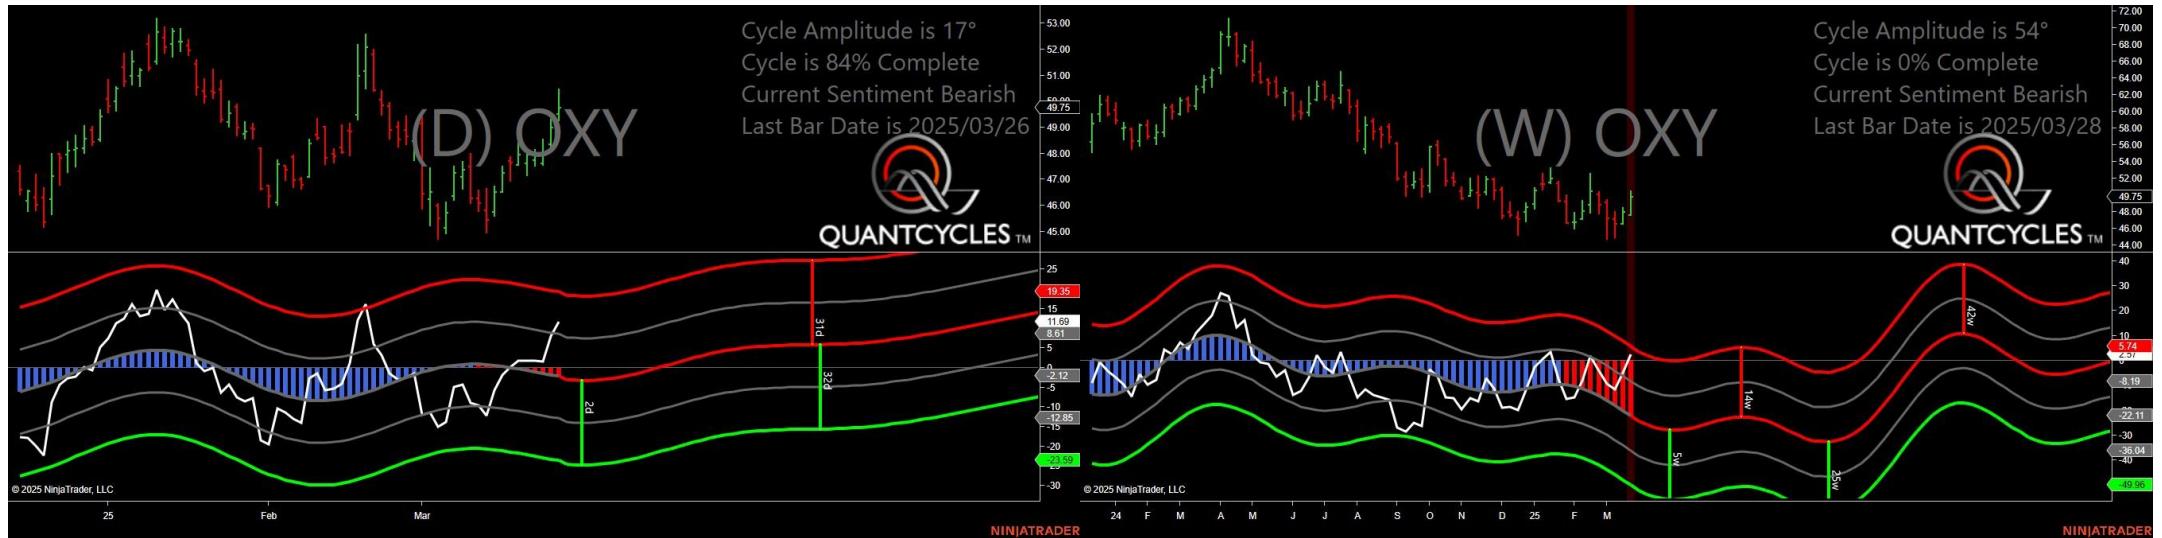 Cycle Amplitude is 17°
Cycle is 84% Complete
Current Sentiment Bearish
Last Bar Date is 2025/03/26
(D) OXY
QUANTCYCLES TM
53.00
52.00
51.00
49.75
49.00
48.00
47.00
46.00
45.00
25
19.35
15
11.69
8.61
5
0
-2.12
-5
-10
-12.85
-15
-20
-23.59
-30
31d
32d
2d
© 2025 NinjaTrader, LLC
25 Feb Mar
NINJATRADER
Cycle Amplitude is 54°
Cycle is 0% Complete
Current Sentiment Bearish
Last Bar Date is 2025/03/28
(W) OXY
QUANTCYCLES TM
72.00
70.00
68.00
66.00
64.00
62.00
60.00
58.00
56.00
54.00
52.00
49.75
48.00
46.00
44.00
40
30
20
10
5.74
2.57
-8.19
-22.11
-30
-36.04
-40
-49.96
42w
14w
5w
25w
© 2025 NinjaTrader, LLC
24 F M A M J J A S O N D 25 F M
NINJATRADER